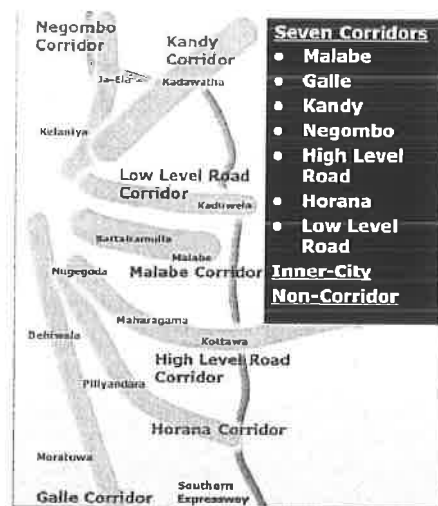 Negombo
Corridor
Kandy
Corridor
Ja-Ela
Kadawatha
Kelaniya
Low Level Road
Corridor
Kaduwela
Battaramulla
Malabe
Malabe Corridor
Nugegoda
Maharagama
Dehiwala
Kottawa
High Level Road
Corridor
Piliyandara
Horana Corridor
Moratuwa
Southern
Expressway
Galle Corridor
Seven Corridors
• Malabe
• Galle
• Kandy
• Negombo
• High Level
Road
• Horana
• Low Level
Road
Inner-City
Non-Corridor